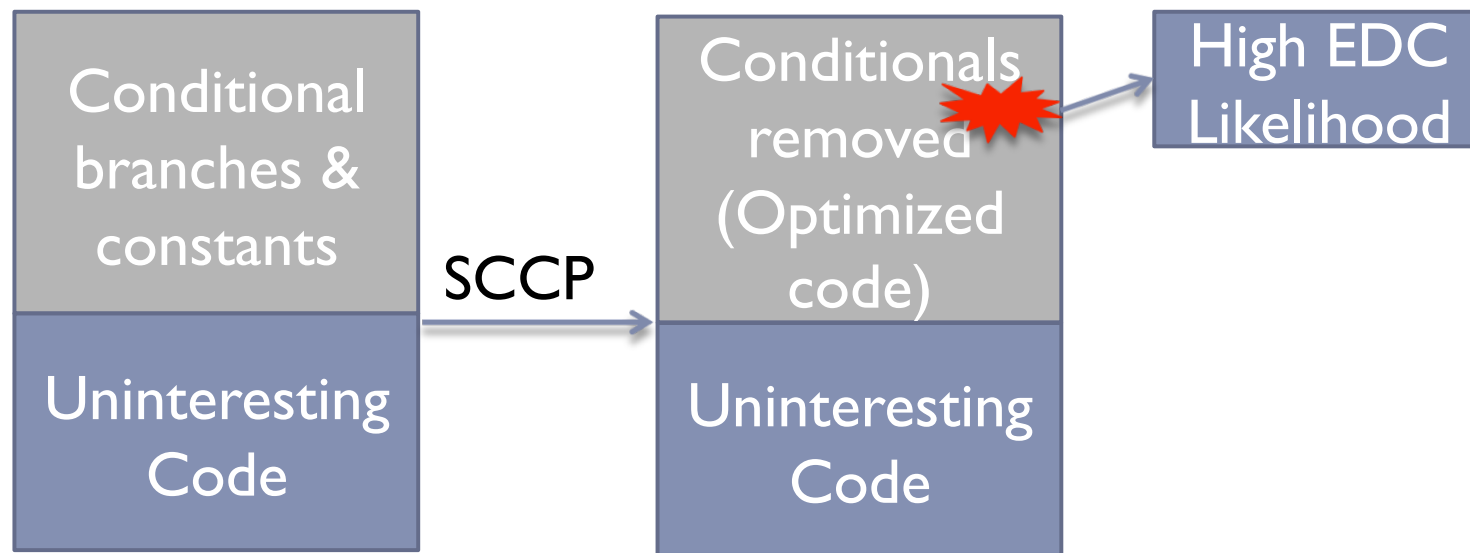 Conditional
branches &
constants
Uninteresting
Code
SCCP
Conditionals
removed
(Optimized
code)
Uninteresting
Code
High EDC
Likelihood